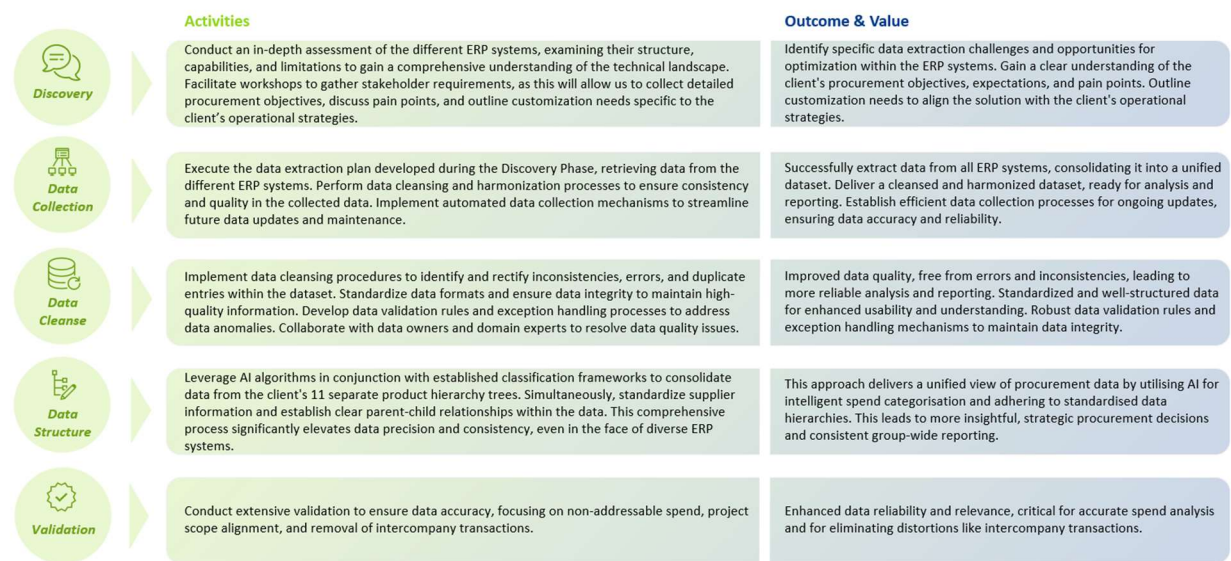 Activities
Outcome & Value
Discovery
Conduct an in-depth assessment of the different ERP systems, examining their structure,
capabilities, and limitations to gain a comprehensive understanding of the technical landscape.
Facilitate workshops to gather stakeholder requirements, as this will allow us to collect detailed
procurement objectives, discuss pain points, and outline customization needs specific to the
client's operational strategies.
Identify specific data extraction challenges and opportunities for
optimization within the ERP systems. Gain a clear understanding of the
client's procurement objectives, expectations, and pain points. Outline
customization needs to align the solution with the client's operational
strategies.
Data
Collection
Execute the data extraction plan developed during the Discovery Phase, retrieving data from the
different ERP systems. Perform data cleansing and harmonization processes to ensure consistency
and quality in the collected data. Implement automated data collection mechanisms to streamline
future data updates and maintenance.
Successfully extract data from all ERP systems, consolidating it into a unified
dataset. Deliver a cleansed and harmonized dataset, ready for analysis and
reporting. Establish efficient data collection processes for ongoing updates,
ensuring data accuracy and reliability.
Data
Cleanse
Implement data cleansing procedures to identify and rectify inconsistencies, errors, and duplicate
entries within the dataset. Standardize data formats and ensure data integrity to maintain high-
quality information. Develop data validation rules and exception handling processes to address
data anomalies. Collaborate with data owners and domain experts to resolve data quality issues.
Improved data quality, free from errors and inconsistencies, leading to
more reliable analysis and reporting. Standardized and well-structured data
for enhanced usability and understanding. Robust data validation rules and
exception handling mechanisms to maintain data integrity.
Data
Structure
Leverage AI algorithms in conjunction with established classification frameworks to consolidate
data from the client's 11 separate product hierarchy trees. Simultaneously, standardize supplier
information and establish clear parent-child relationships within the data. This comprehensive
process significantly elevates data precision and consistency, even in the face of diverse ERP
systems.
This approach delivers a unified view of procurement data by utilising AI for
intelligent spend categorisation and adhering to standardised data
hierarchies. This leads to more insightful, strategic procurement decisions
and consistent group-wide reporting.
Validation
Conduct extensive validation to ensure data accuracy, focusing on non-addressable spend, project
scope alignment, and removal of intercompany transactions.
Enhanced data reliability and relevance, critical for accurate spend analysis
and for eliminating distortions like intercompany transactions.